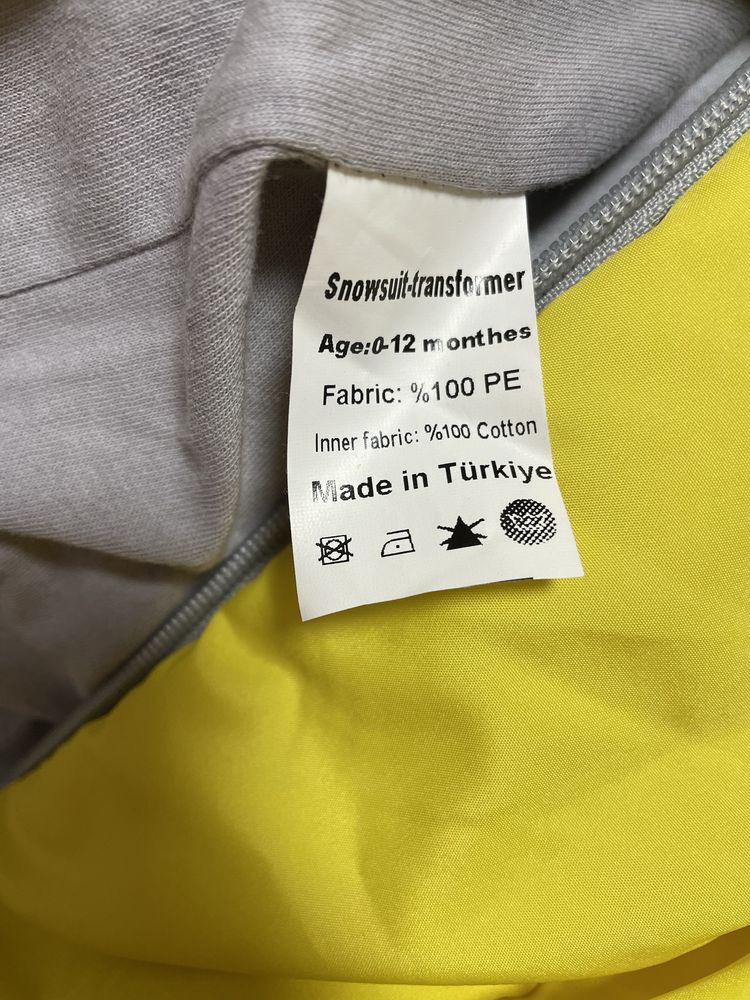 Snowsuit-transformer
Age:0-12 monthes
Fabric: %100 PE
Inner fabric: %100 Cotton
Made in Türkiye